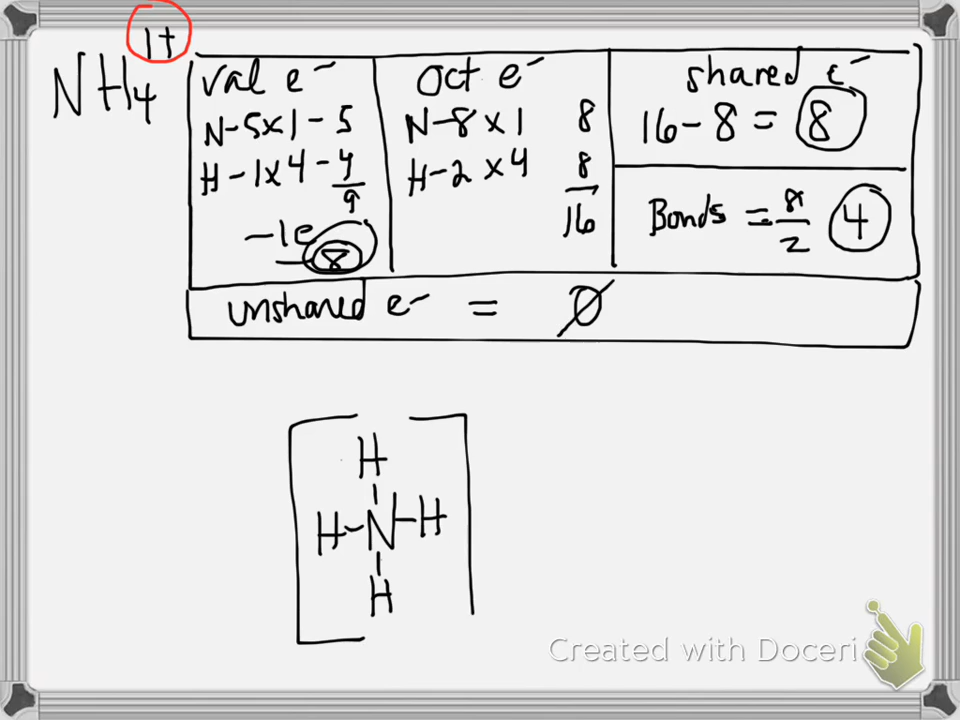 NH4 1+
val e-
N-5x1-5
H-1x4-4
9
-1e
8
oct e-
N-8x1 8
H-2x4 8
16
shared e-
16-8=8
Bonds = 8/2 4
unshared e- = Ø
H
H-N-H
H
Created with Doceri